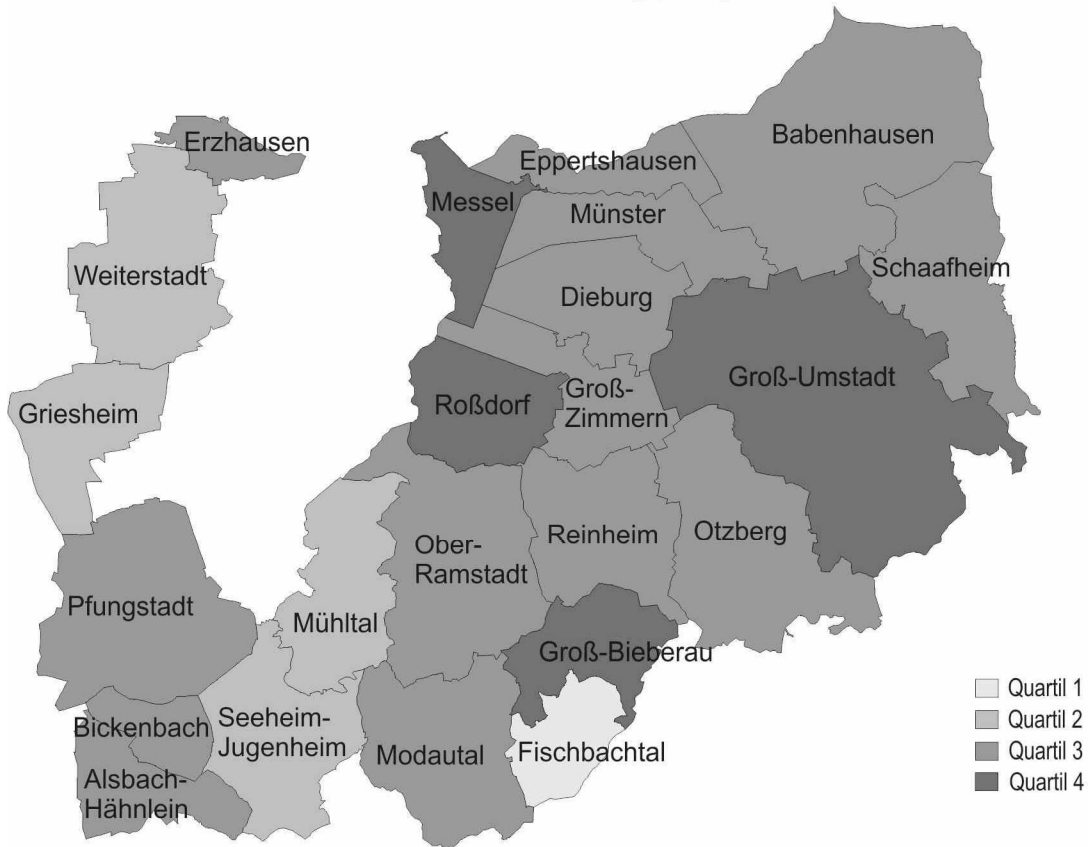 Babenhausen
Erzhausen
Eppertshausen
Messel
Münster
Schaafheim
Weiterstadt
Dieburg
Groß-Umstadt
Griesheim
Roßdorf
Groß-
Zimmern
Reinheim
Otzberg
Ober-
Ramstadt
Pfungstadt
Mühltal
Groß-Bieberau
Bickenbach
Seeheim-
Jugenheim
Modautal
Fischbachtal
Alsbach-
Hähnlein
Quartil 1
Quartil 2
Quartil 3
Quartil 4